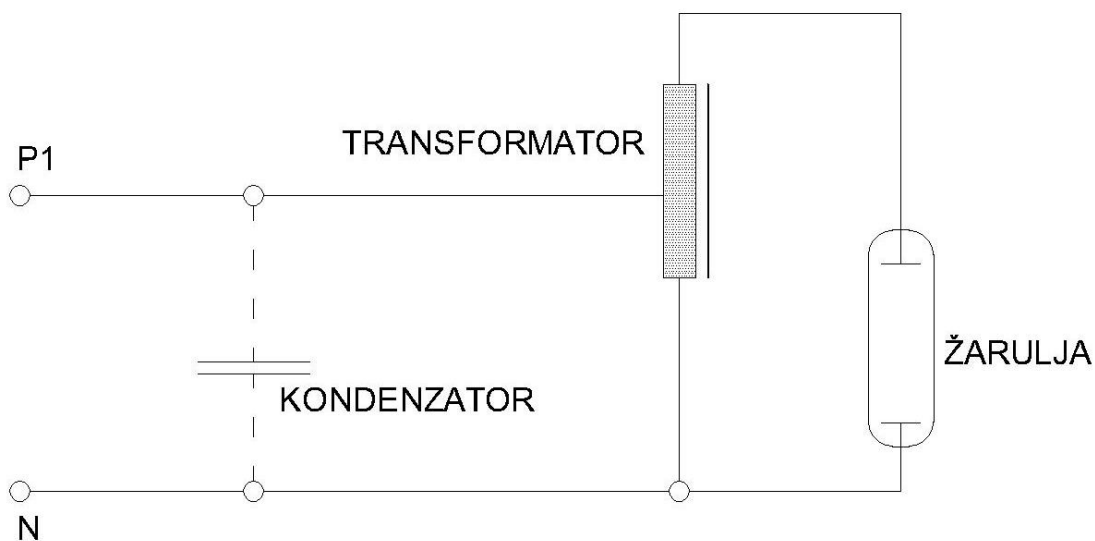 TRANSFORMATOR
P1
ŽARULJA
KONDENZATOR
N